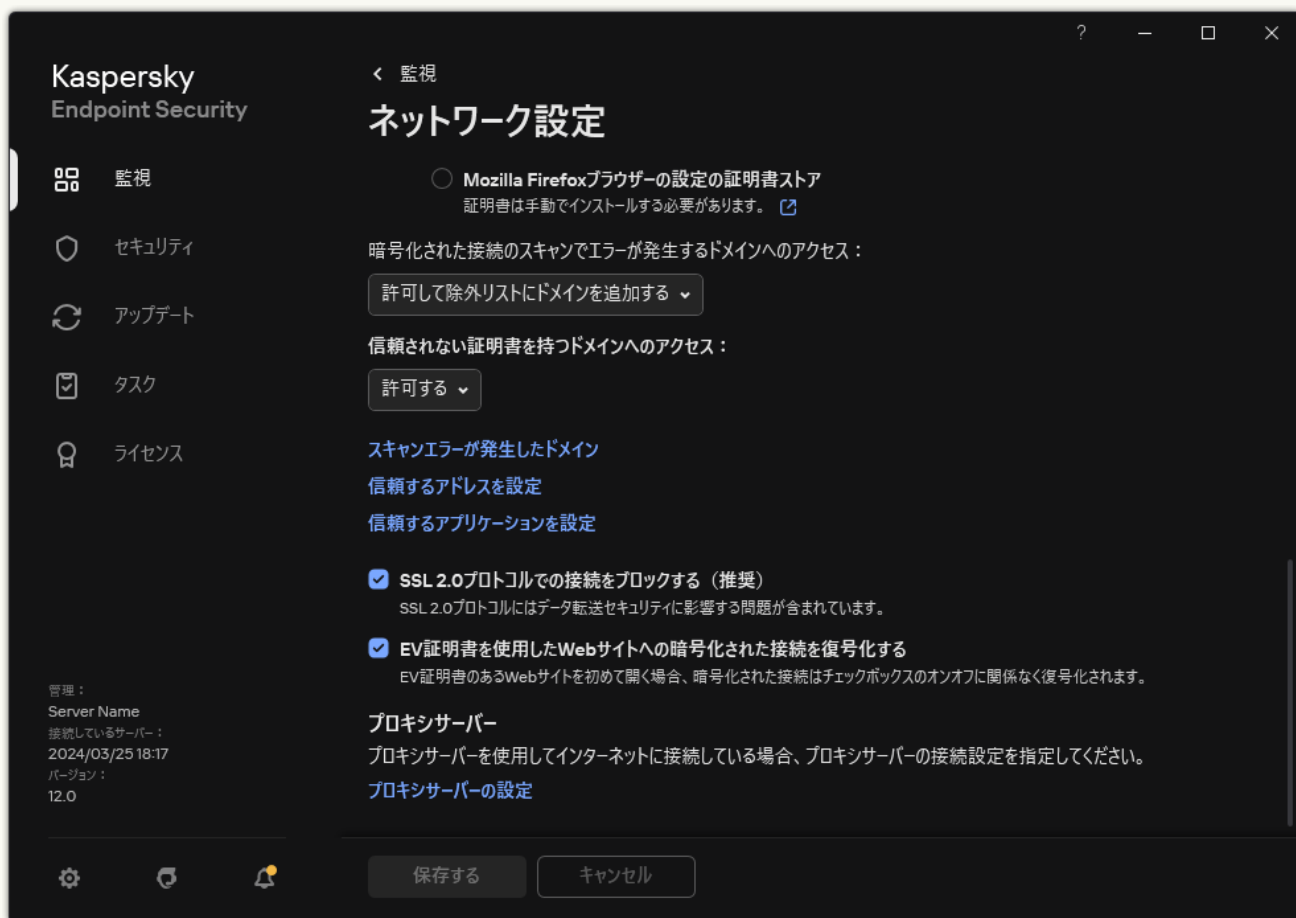 Kaspersky
Endpoint Security
監視
セキュリティ
アップデート
タスク
ライセンス
管理：
Server Name
接続しているサーバー：
2024/03/25 18:17
バージョン：
12.0
?
監視
ネットワーク設定
Mozilla Firefoxブラウザーの設定の証明書ストア
証明書は手動でインストールする必要があります。
暗号化された接続のスキャンでエラーが発生するドメインへのアクセス：
許可して除外リストにドメインを追加する
信頼されない証明書を持つドメインへのアクセス：
許可する
スキャンエラーが発生したドメイン
信頼するアドレスを設定
信頼するアプリケーションを設定
SSL 2.0プロトコルでの接続をブロックする（推奨）
SSL 2.0プロトコルにはデータ転送セキュリティに影響する問題が含まれています。
EV証明書を使用したWebサイトへの暗号化された接続を復号化する
EV証明書のあるWebサイトを初めて開く場合、暗号化された接続はチェックボックスのオンオフに関係なく復号化されます。
プロキシサーバー
プロキシサーバーを使用してインターネットに接続している場合、プロキシサーバーの接続設定を指定してください。
プロキシサーバーの設定
保存する
キャンセル